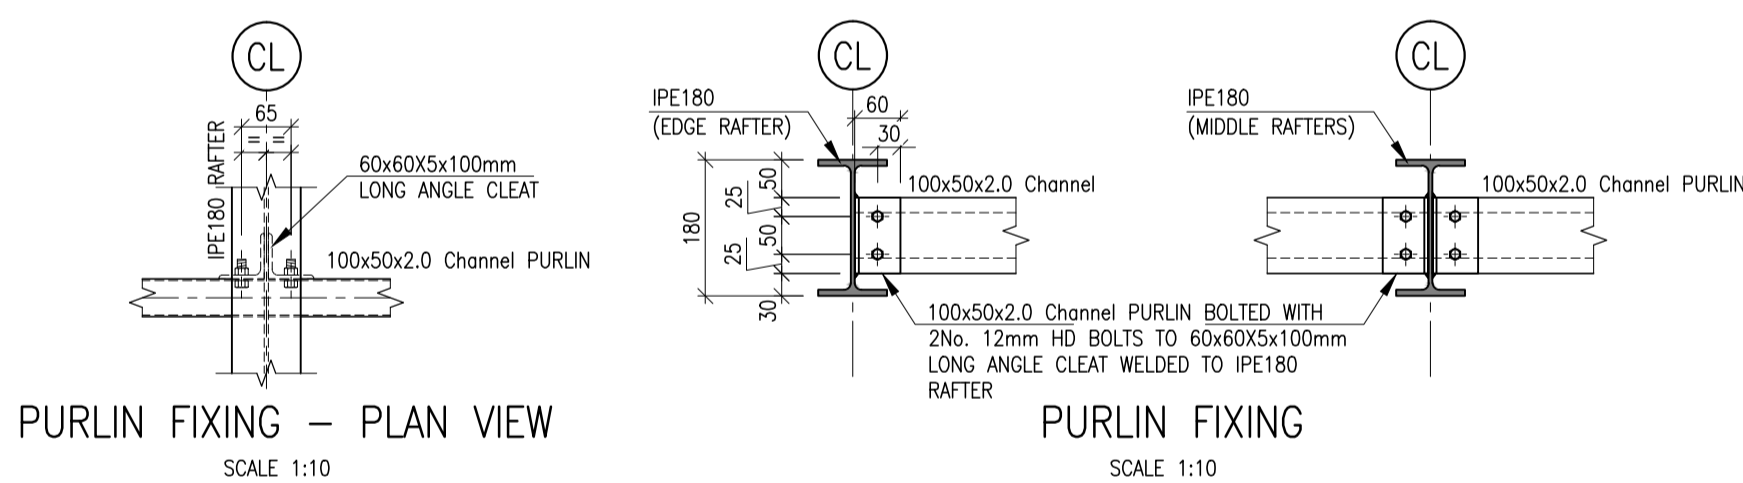 CL
65
= =
IPE180 RAFTER
60x60X5x100mm
LONG ANGLE CLEAT
100x50x2.0 Channel PURLIN
PURLIN FIXING – PLAN VIEW
SCALE 1:10
CL
IPE180
(EDGE RAFTER)
60
30
180
50
25
50
25
30
100x50x2.0 Channel
100x50x2.0 Channel PURLIN BOLTED WITH
2No. 12mm HD BOLTS TO 60x60X5x100mm
LONG ANGLE CLEAT WELDED TO IPE180
RAFTER
CL
IPE180
(MIDDLE RAFTERS)
100x50x2.0 Channel PURLIN
PURLIN FIXING
SCALE 1:10